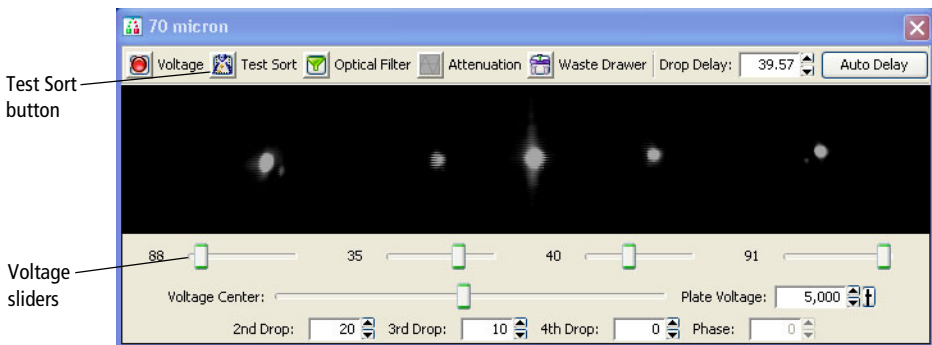 70 micron
Voltage Test Sort Optical Filter Attenuation Waste Drawer Drop Delay: 39.57 Auto Delay
Test Sort
button
88 35 40 91
Voltage
sliders
Voltage Center: Plate Voltage: 5,000
2nd Drop: 20 3rd Drop: 10 4th Drop: 0 Phase: 0